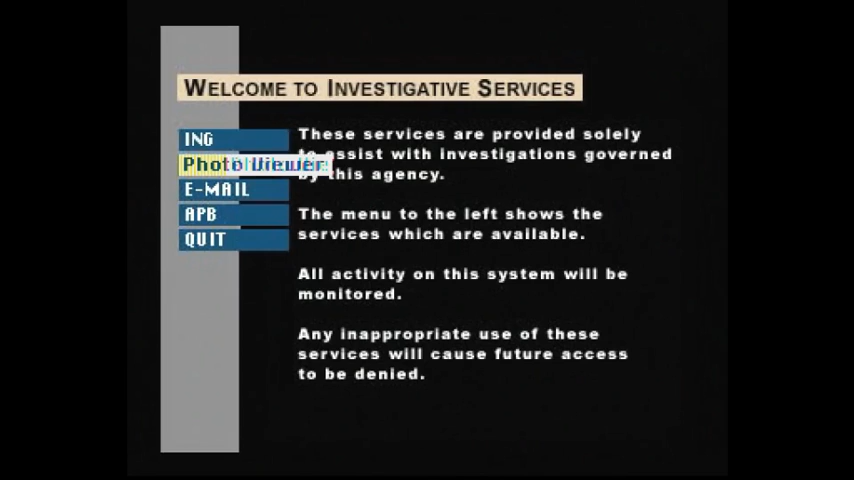 WELCOME TO INVESTIGATIVE SERVICES
ING
Photo Viewer
E-MAIL
APB
QUIT
These services are provided solely
to assist with investigations governed
by this agency.
The menu to the left shows the
services which are available.
All activity on this system will be
monitored.
Any inappropriate use of these
services will cause future access
to be denied.